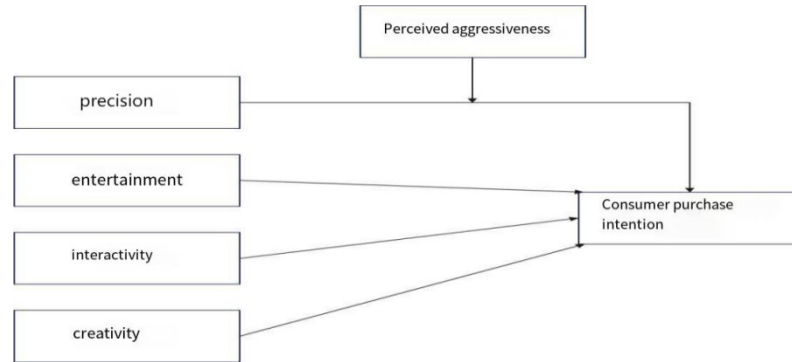 Perceived aggressiveness
precision
entertainment
Consumer purchase
intention
interactivity
creativity